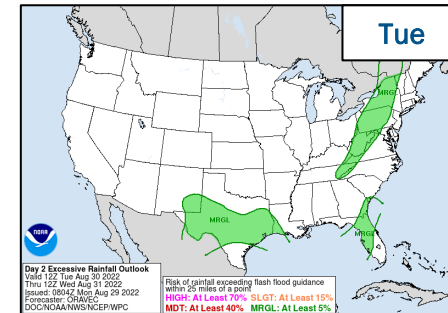 Tue
MRGL
MRGL
MRGL
NOAA
Day 2 Excessive Rainfall Outlook
Valid 12Z Tue Aug 30 2022
Thru 12Z Wed Aug 31 2022
Issued: 0804Z Mon Aug 29 2022
Forecaster: ORAVEC
DOC/NOAA/NWS/NCEP/WPC
Risk of rainfall exceeding flash flood guidance
within 25 miles of a point
HIGH: At Least 70% SLGT: At Least 15%
MDT: At Least 40% MRGL: At Least 5%